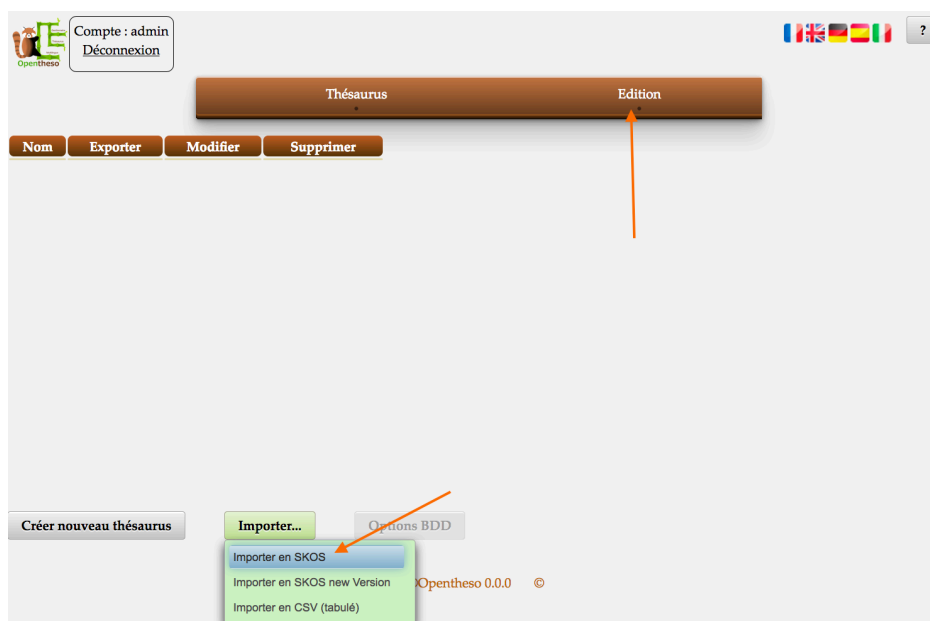 Compte : admin
Déconnexion
Opentheso
?
Thésaurus
Edition
Nom
Exporter
Modifier
Supprimer
Créer nouveau thésaurus
Importer...
Options BDD
Importer en SKOS
Importer en SKOS new Version
Importer en CSV (tabulé)
Opentheso 0.0.0 ©